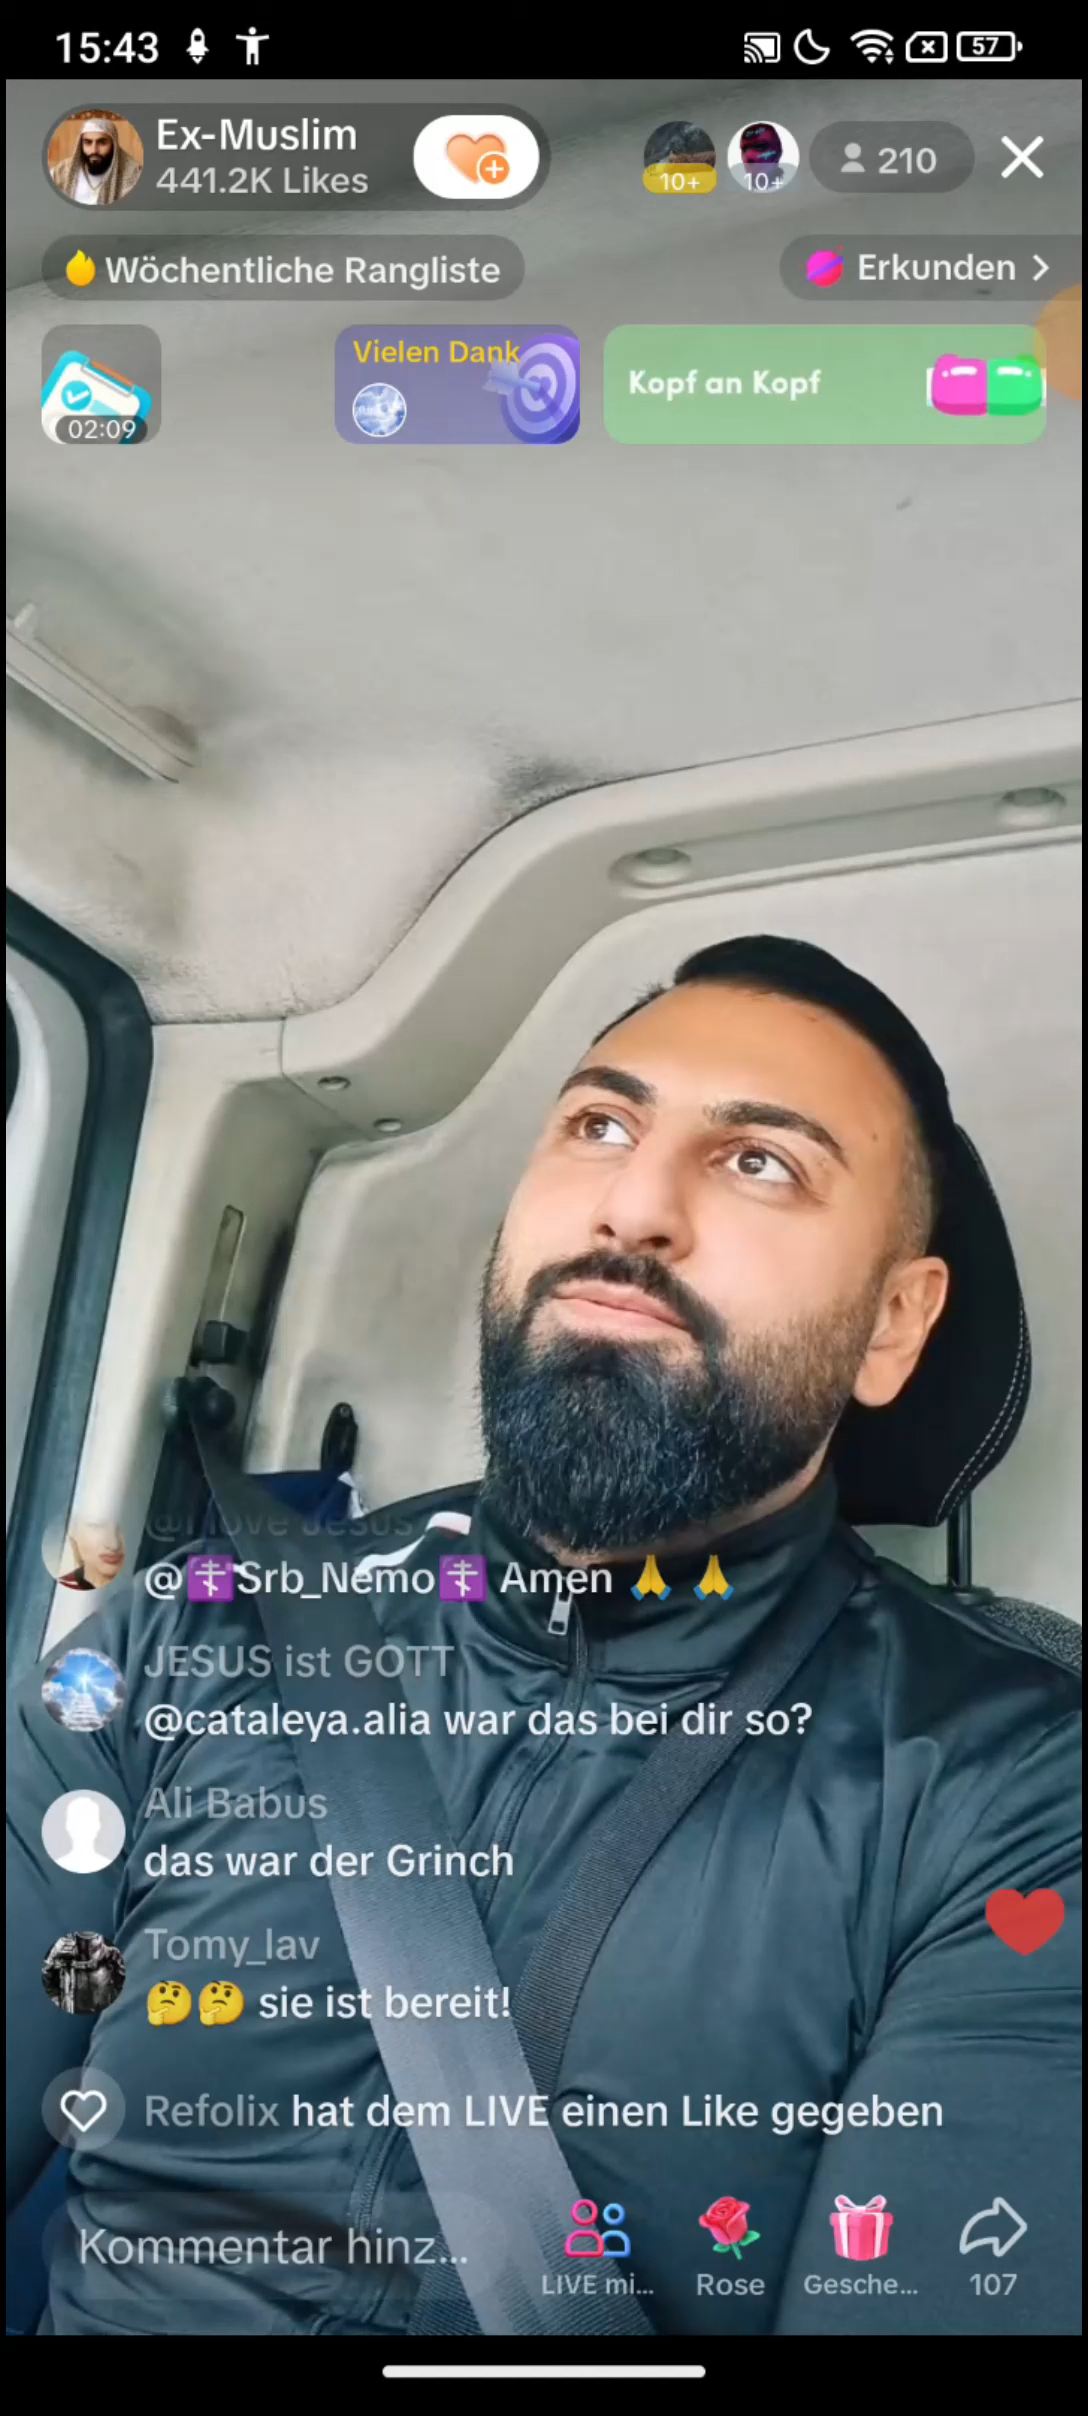 15:43
57
Ex-Muslim
441.2K Likes
10+
10+
210
Wöchentliche Rangliste
Erkunden
02:09
Vielen Dank
Kopf an Kopf
@Srb_Nemo Amen 🙏 🙏
JESUS ist GOTT
@cataleya.alia war das bei dir so?
Ali Babus
das war der Grinch
Tomy_lav
🤔🤔 sie ist bereit!
Refolix hat dem LIVE einen Like gegeben
Kommentar hinz...
LIVE mi...
Rose
Gesche...
107